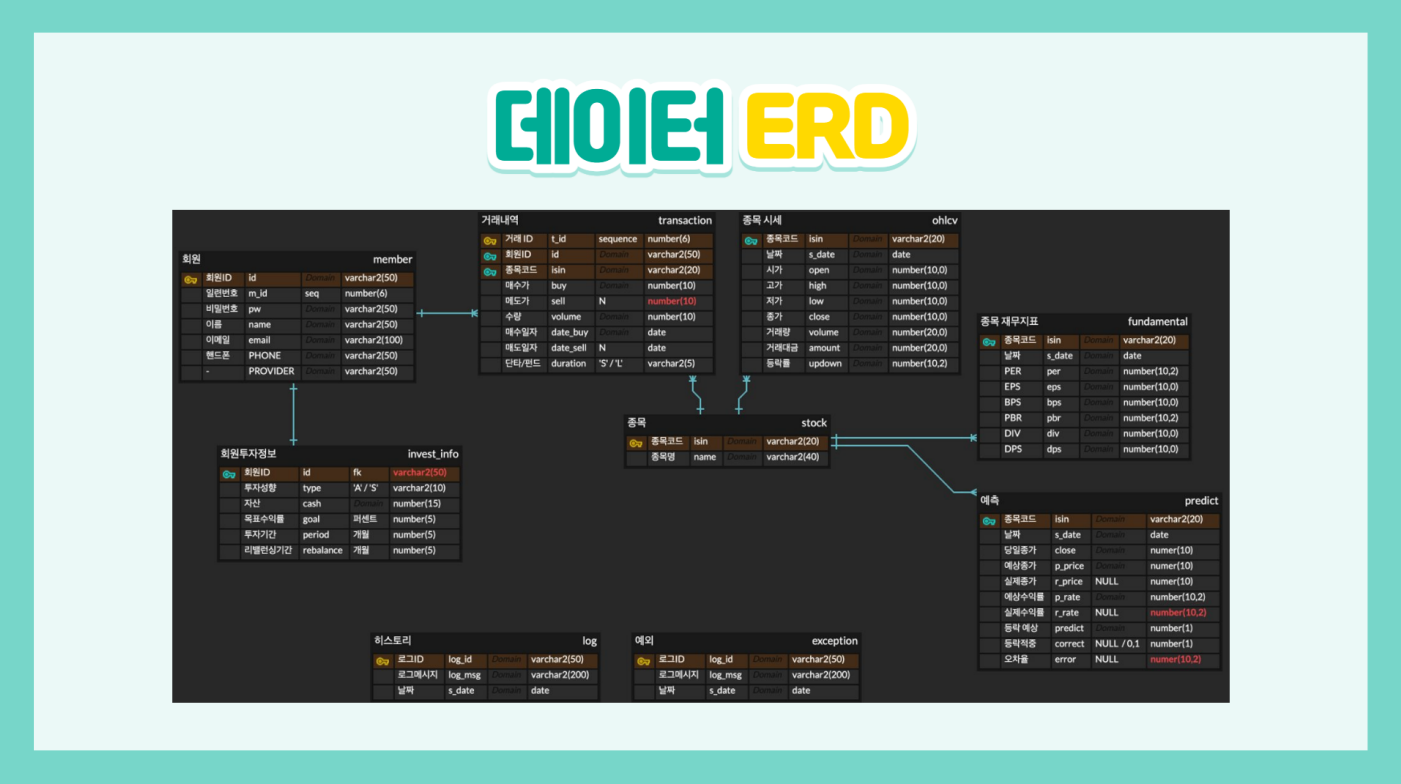 데이터 ERD
회원 member
회원ID id Domain varchar2(50)
일련번호 m_id seq number(6)
비밀번호 pw Domain varchar2(50)
이름 name Domain varchar2(50)
이메일 email Domain varchar2(100)
핸드폰 PHONE Domain varchar2(50)
- PROVIDER Domain varchar2(50)
거래내역 transaction
거래 ID t_id sequence number(6)
회원ID id Domain varchar2(50)
종목코드 isin Domain varchar2(20)
매수가 buy Domain number(10)
메도가 sell N number(10)
수량 volume Domain number(10)
매수일자 date_buy Domain date
매도일자 date_sell N date
단타/펀드 duration 'S' / 'L' varchar2(5)
종목 시세 ohlcv
종목코드 isin Domain varchar2(20)
날짜 s_date Domain date
시가 open Domain number(10,0)
고가 high Domain number(10,0)
저가 low Domain number(10,0)
종가 close Domain number(10,0)
거래량 volume Domain number(20,0)
거래대금 amount Domain number(20,0)
등락률 updown Domain number(10,2)
종목 재무지표 fundamental
종목코드 isin Domain varchar2(20)
날짜 s_date Domain date
PER per Domain number(10,2)
EPS eps Domain number(10,0)
BPS bps Domain number(10,0)
PBR pbr Domain number(10,2)
DIV div Domain number(10,0)
DPS dps Domain number(10,0)
종목 stock
종목코드 isin Domain varchar2(20)
종목명 name Domain varchar2(40)
회원투자정보 invest_info
회원ID id fk varchar2(50)
투자성향 type 'A' / 'S' varchar2(10)
자산 cash Domain number(15)
목표수익률 goal 퍼센트 number(5)
투자기간 period 개월 number(5)
리밸런싱기간 rebalance 개월 number(5)
예측 predict
종목코드 isin Domain varchar2(20)
날짜 s_date Domain date
당일종가 close Domain numer(10)
예상종가 p_price Domain numer(10)
실제종가 r_price NULL numer(10)
예상수익률 p_rate Domain number(10,2)
실제수익률 r_rate NULL number(10,2)
등락 예상 predict Domain number(1)
등락적중 correct NULL / 0,1 number(1)
오차율 error NULL numer(10,2)
히스토리 log
로그ID log_id Domain varchar2(50)
로그메시지 log_msg Domain varchar2(200)
날짜 s_date Domain date
예외 exception
로그ID log_id Domain varchar2(50)
로그메시지 log_msg Domain varchar2(200)
날짜 s_date Domain date